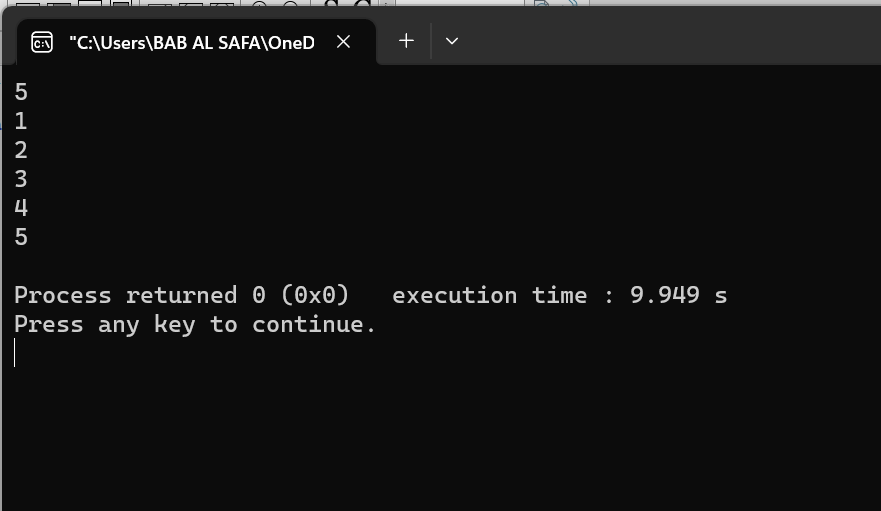 "C:\Users\BAB AL SAFA\OneD
5
1
2
3
4
5
Process returned 0 (0x0)   execution time : 9.949 s
Press any key to continue.